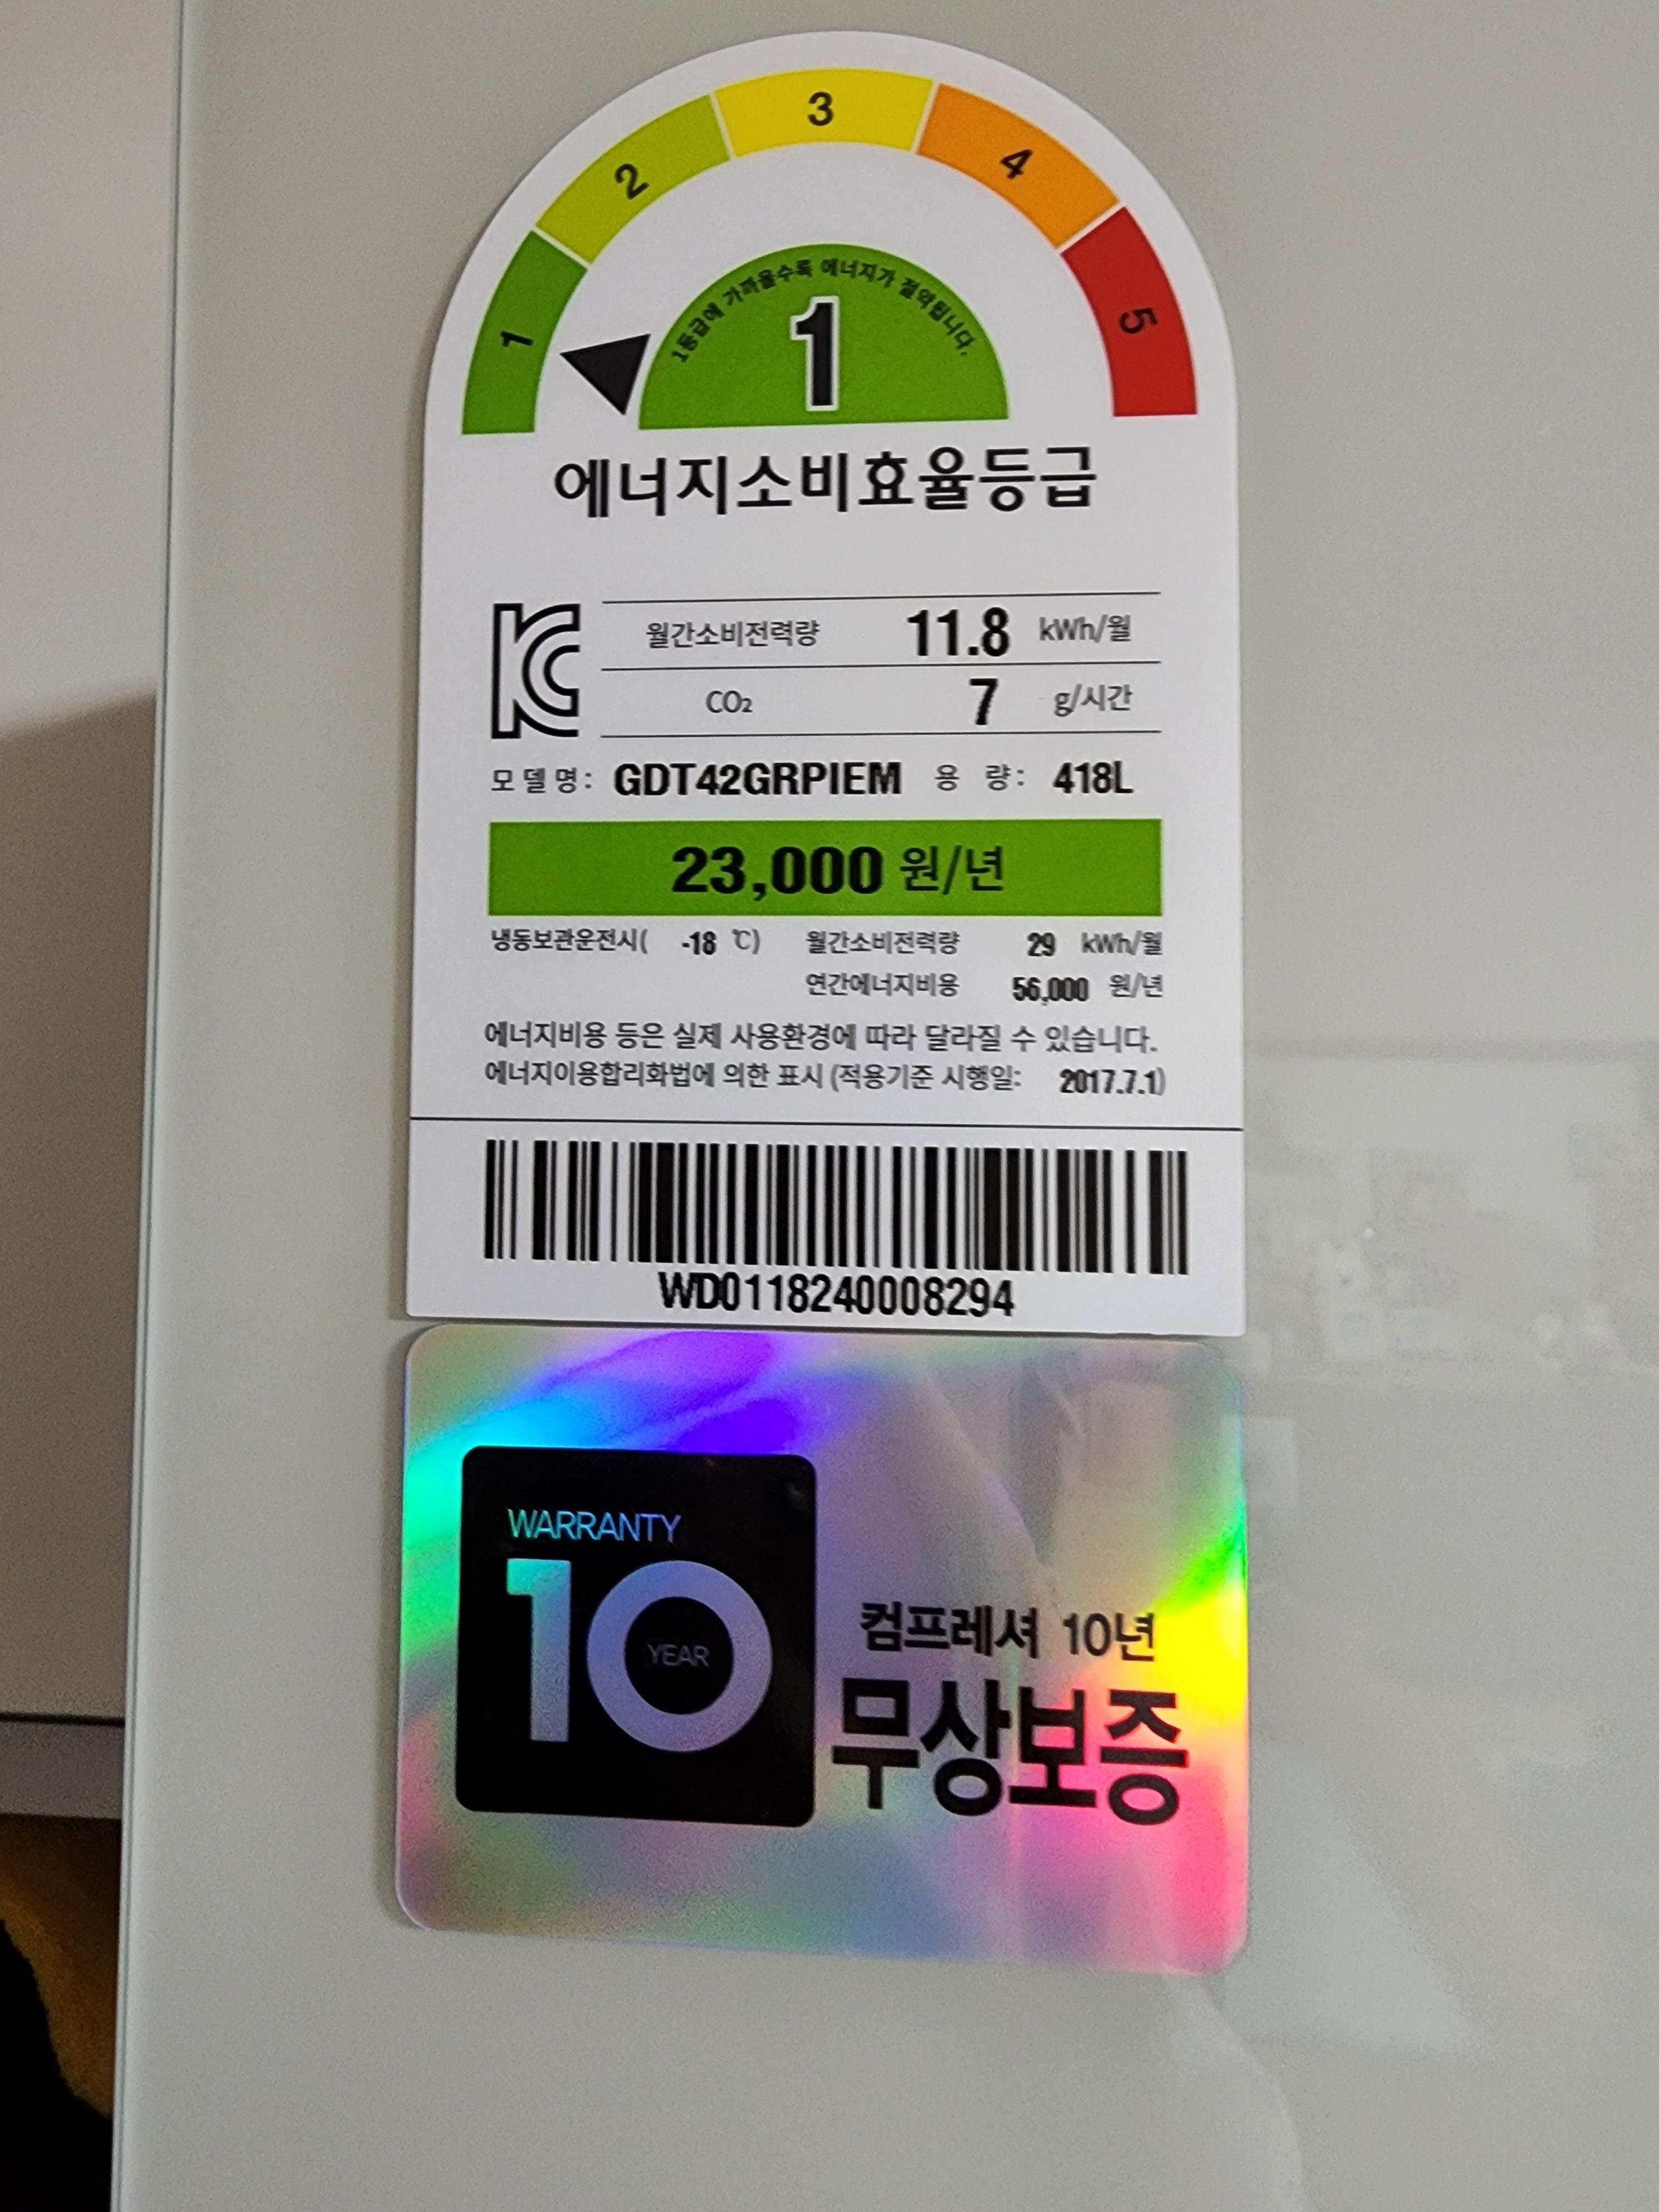 1 2 3 4 5
1등급에 가까울수록 에너지가 절약됩니다.
1
에너지소비효율등급
월간소비전력량 11.8 kWh/월
CO₂ 7 g/시간
모델명: GDT42GRPIEM 용 량: 418L
23,000 원/년
냉동보관운전시( -18 ℃) 월간소비전력량 29 kWh/월
연간에너지비용 56,000 원/년
에너지비용 등은 실제 사용환경에 따라 달라질 수 있습니다.
에너지이용합리화법에 의한 표시 (적용기준 시행일: 2017.7.1)
WD0118240008294
WARRANTY
10
YEAR
컴프레셔 10년
무상보증